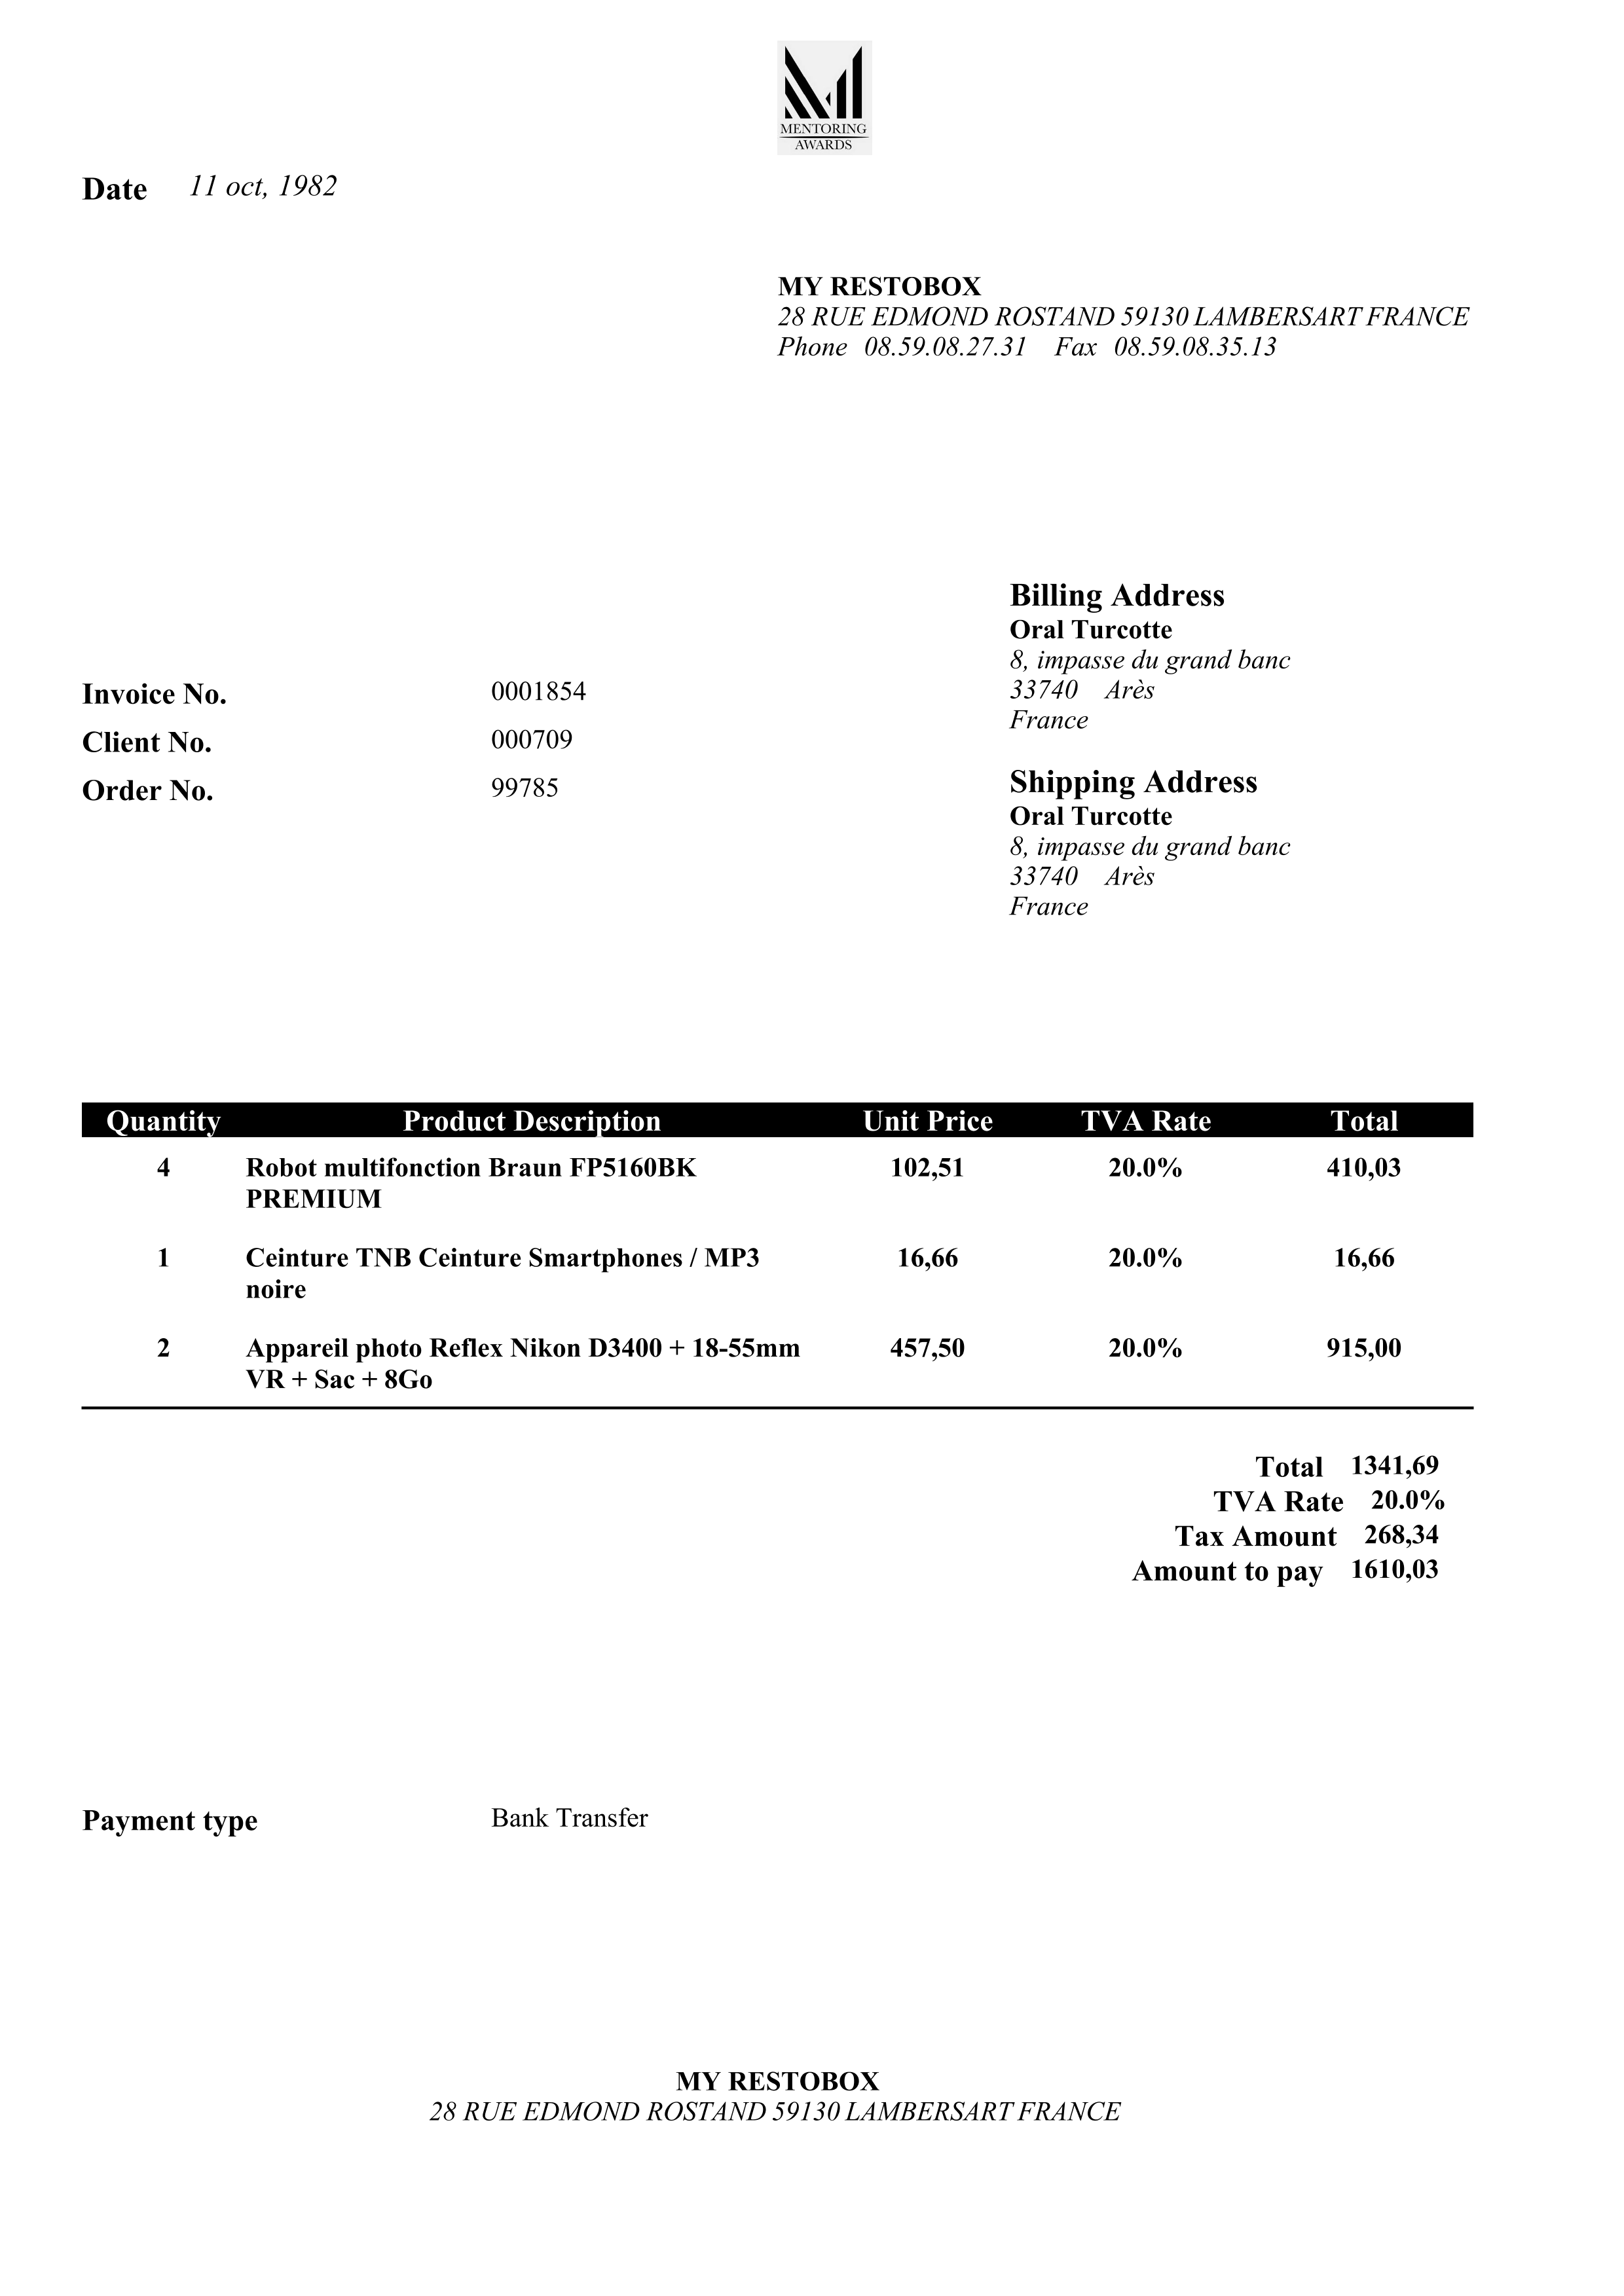 MENTORING
AWARDS
Date 11 oct, 1982
MY RESTOBOX
28 RUE EDMOND ROSTAND 59130 LAMBERSART FRANCE
Phone 08.59.08.27.31 Fax 08.59.08.35.13
Billing Address
Oral Turcotte
8, impasse du grand banc
33740 Arès
France
Invoice No. 0001854
Client No. 000709
Order No. 99785
Shipping Address
Oral Turcotte
8, impasse du grand banc
33740 Arès
France
Quantity Product Description Unit Price TVA Rate Total
4 Robot multifonction Braun FP5160BK 102,51 20.0% 410,03
PREMIUM
1 Ceinture TNB Ceinture Smartphones / MP3 16,66 20.0% 16,66
noire
2 Appareil photo Reflex Nikon D3400 + 18-55mm 457,50 20.0% 915,00
VR + Sac + 8Go
Total 1341,69
TVA Rate 20.0%
Tax Amount 268,34
Amount to pay 1610,03
Payment type Bank Transfer
MY RESTOBOX
28 RUE EDMOND ROSTAND 59130 LAMBERSART FRANCE